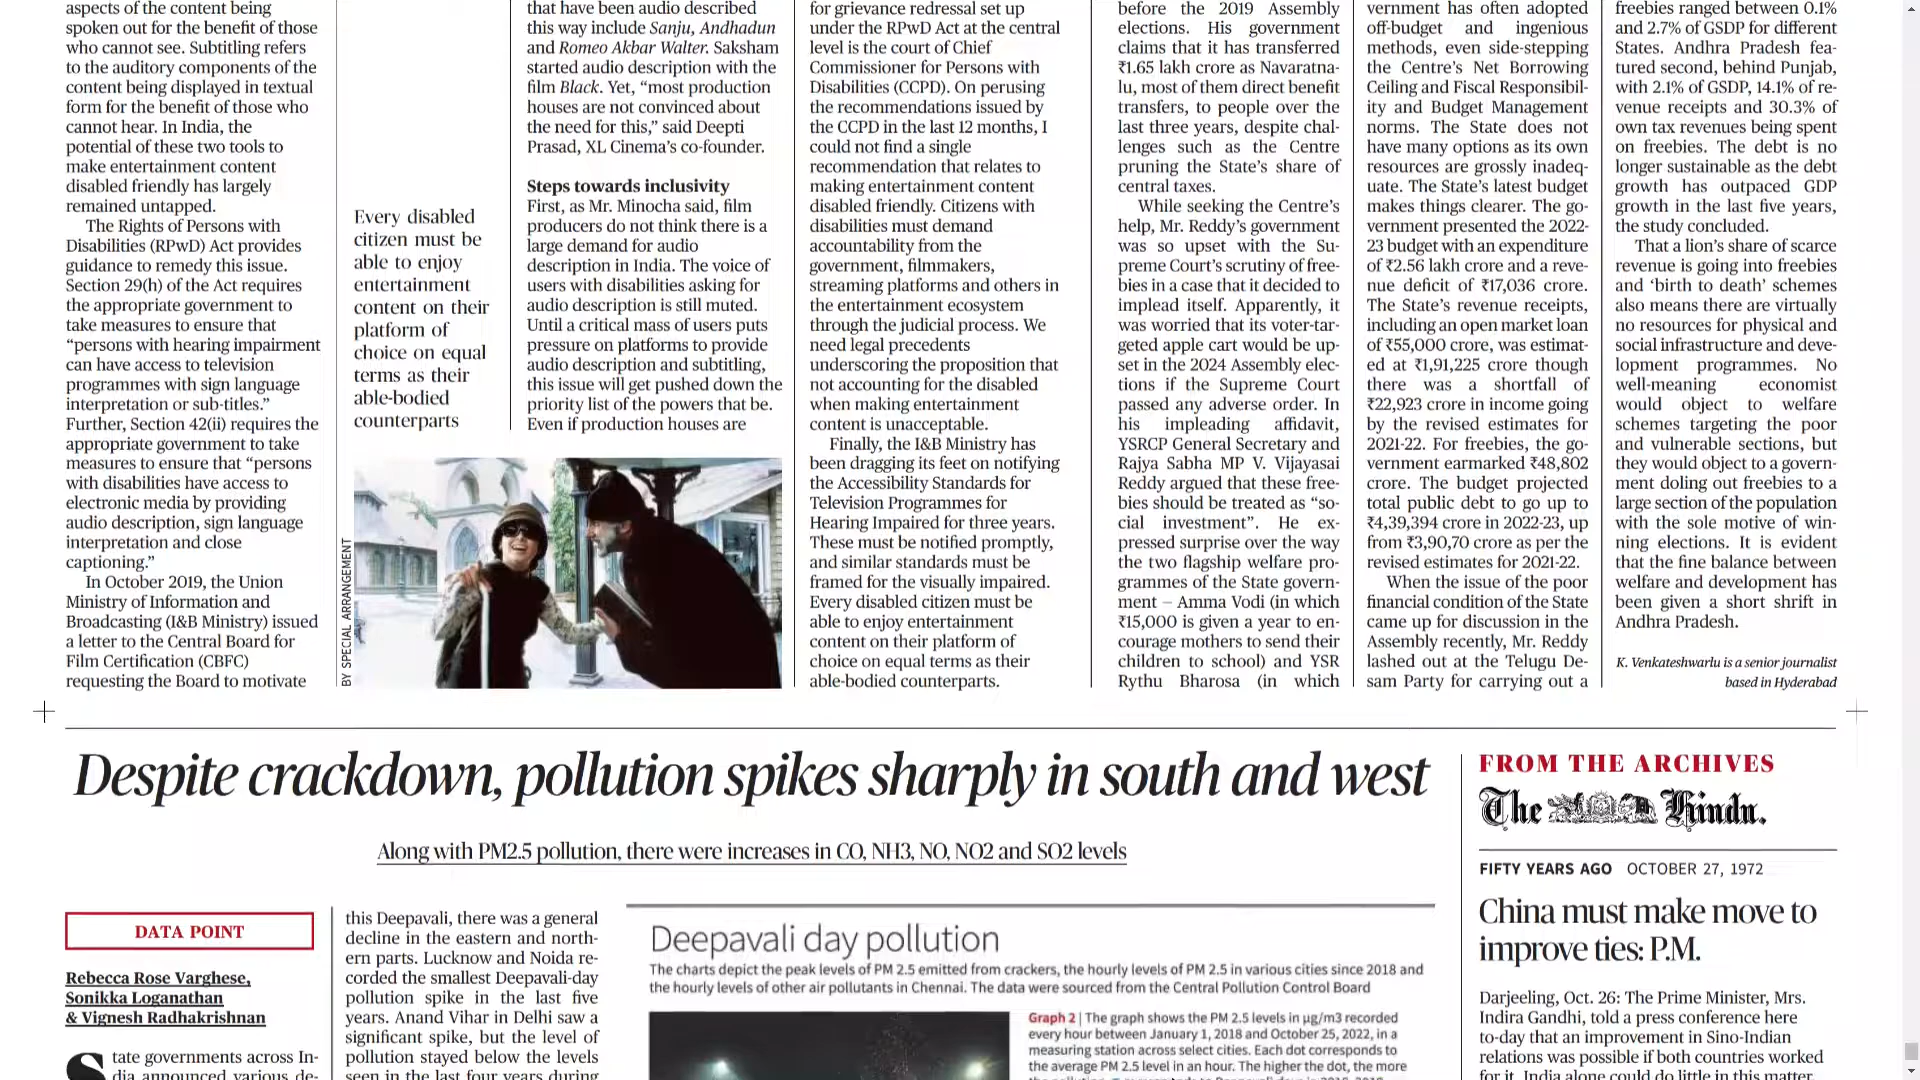 aspects of the content being
spoken out for the benefit of those
who cannot see. Subtitling refers
to the auditory components of the
content being displayed in textual
form for the benefit of those who
cannot hear. In India, the
potential of these two tools to
make entertainment content
disabled friendly has largely
remained untapped.
The Rights of Persons with
Disabilities (RPwD) Act provides
guidance to remedy this issue.
Section 29(h) of the Act requires
the appropriate government to
take measures to ensure that
“persons with hearing impairment
can have access to television
programmes with sign language
interpretation or sub-titles.”
Further, Section 42(ii) requires the
appropriate government to take
measures to ensure that “persons
with disabilities have access to
electronic media by providing
audio description, sign language
interpretation and close
captioning.”
In October 2019, the Union
Ministry of Information and
Broadcasting (I&B Ministry) issued
a letter to the Central Board for
Film Certification (CBFC)
requesting the Board to motivate
Every disabled
citizen must be
able to enjoy
entertainment
content on their
platform of
choice on equal
terms as their
able-bodied
counterparts
BY SPECIAL ARRANGEMENT
that have been audio described
this way include Sanju, Andhadun
and Romeo Akbar Walter. Saksham
started audio description with the
film Black. Yet, “most production
houses are not convinced about
the need for this,” said Deepti
Prasad, XL Cinema’s co-founder.
Steps towards inclusivity
First, as Mr. Minocha said, film
producers do not think there is a
large demand for audio
description in India. The voice of
users with disabilities asking for
audio description is still muted.
Until a critical mass of users puts
pressure on platforms to provide
audio description and subtitling,
this issue will get pushed down the
priority list of the powers that be.
Even if production houses are
for grievance redressal set up
under the RPwD Act at the central
level is the court of Chief
Commissioner for Persons with
Disabilities (CCPD). On perusing
the recommendations issued by
the CCPD in the last 12 months, I
could not find a single
recommendation that relates to
making entertainment content
disabled friendly. Citizens with
disabilities must demand
accountability from the
government, filmmakers,
streaming platforms and others in
the entertainment ecosystem
through the judicial process. We
need legal precedents
underscoring the proposition that
not accounting for the disabled
when making entertainment
content is unacceptable.
Finally, the I&B Ministry has
been dragging its feet on notifying
the Accessibility Standards for
Television Programmes for
Hearing Impaired for three years.
These must be notified promptly,
and similar standards must be
framed for the visually impaired.
Every disabled citizen must be
able to enjoy entertainment
content on their platform of
choice on equal terms as their
able-bodied counterparts.
before the 2019 Assembly
elections. His government
claims that it has transferred
₹1.65 lakh crore as Navaratna-
lu, most of them direct benefit
transfers, to people over the
last three years, despite chal-
lenges such as the Centre
pruning the State’s share of
central taxes.
While seeking the Centre’s
help, Mr. Reddy’s government
was so upset with the Su-
preme Court’s scrutiny of free-
bies in a case that it decided to
implead itself. Apparently, it
was worried that its voter-tar-
geted apple cart would be up-
set in the 2024 Assembly elec-
tions if the Supreme Court
passed any adverse order. In
his impleading affidavit,
YSRCP General Secretary and
Rajya Sabha MP V. Vijayasai
Reddy argued that these free-
bies should be treated as “so-
cial investment”. He ex-
pressed surprise over the way
the two flagship welfare pro-
grammes of the State govern-
ment – Amma Vodi (in which
₹15,000 is given a year to en-
courage mothers to send their
children to school) and YSR
Rythu Bharosa (in which
vernment has often adopted
off-budget and ingenious
methods, even side-stepping
the Centre’s Net Borrowing
Ceiling and Fiscal Responsibil-
ity and Budget Management
norms. The State does not
have many options as its own
resources are grossly inadeq-
uate. The State’s latest budget
makes things clearer. The go-
vernment presented the 2022-
23 budget with an expenditure
of ₹2.56 lakh crore and a reve-
nue deficit of ₹17,036 crore.
The State’s revenue receipts,
including an open market loan
of ₹55,000 crore, was estimat-
ed at ₹1,91,225 crore though
there was a shortfall of
₹22,923 crore in income going
by the revised estimates for
2021-22. For freebies, the go-
vernment earmarked ₹48,802
crore. The budget projected
total public debt to go up to
₹4,39,394 crore in 2022-23, up
from ₹3,90,70 crore as per the
revised estimates for 2021-22.
When the issue of the poor
financial condition of the State
came up for discussion in the
Assembly recently, Mr. Reddy
lashed out at the Telugu De-
sam Party for carrying out a
freebies ranged between 0.1%
and 2.7% of GSDP for different
States. Andhra Pradesh fea-
tured second, behind Punjab,
with 2.1% of GSDP, 14.1% of re-
venue receipts and 30.3% of
own tax revenues being spent
on freebies. The debt is no
longer sustainable as the debt
growth has outpaced GDP
growth in the last five years,
the study concluded.
That a lion’s share of scarce
revenue is going into freebies
and ‘birth to death’ schemes
also means there are virtually
no resources for physical and
social infrastructure and deve-
lopment programmes. No
well-meaning economist
would object to welfare
schemes targeting the poor
and vulnerable sections, but
they would object to a govern-
ment doling out freebies to a
large section of the population
with the sole motive of win-
ning elections. It is evident
that the fine balance between
welfare and development has
been given a short shrift in
Andhra Pradesh.
K. Venkateshwarlu is a senior journalist
based in Hyderabad
Despite crackdown, pollution spikes sharply in south and west
Along with PM2.5 pollution, there were increases in CO, NH3, NO, NO2 and SO2 levels
DATA POINT
Rebecca Rose Varghese,
Sonikka Loganathan
& Vignesh Radhakrishnan
State governments across In-
dia announced various de-
this Deepavali, there was a general
decline in the eastern and north-
ern parts. Lucknow and Noida re-
corded the smallest Deepavali-day
pollution spike in the last five
years. Anand Vihar in Delhi saw a
significant spike, but the level of
pollution stayed below the levels
seen in the last four years during
Deepavali day pollution
The charts depict the peak levels of PM 2.5 emitted from crackers, the hourly levels of PM 2.5 in various cities since 2018 and
the hourly levels of other air pollutants in Chennai. The data were sourced from the Central Pollution Control Board
Graph 2 | The graph shows the PM 2.5 levels in µg/m3 recorded
every hour between January 1, 2018 and October 25, 2022, in a
measuring station across select cities. Each dot corresponds to
the average PM 2.5 level in an hour. The higher the dot, the more
FROM THE ARCHIVES
The Hindu.
FIFTY YEARS AGO OCTOBER 27, 1972
China must make move to
improve ties: P.M.
Darjeeling, Oct. 26: The Prime Minister, Mrs.
Indira Gandhi, told a press conference here
to-day that an improvement in Sino-Indian
relations was possible if both countries worked
for it. India alone could do little in this matter.